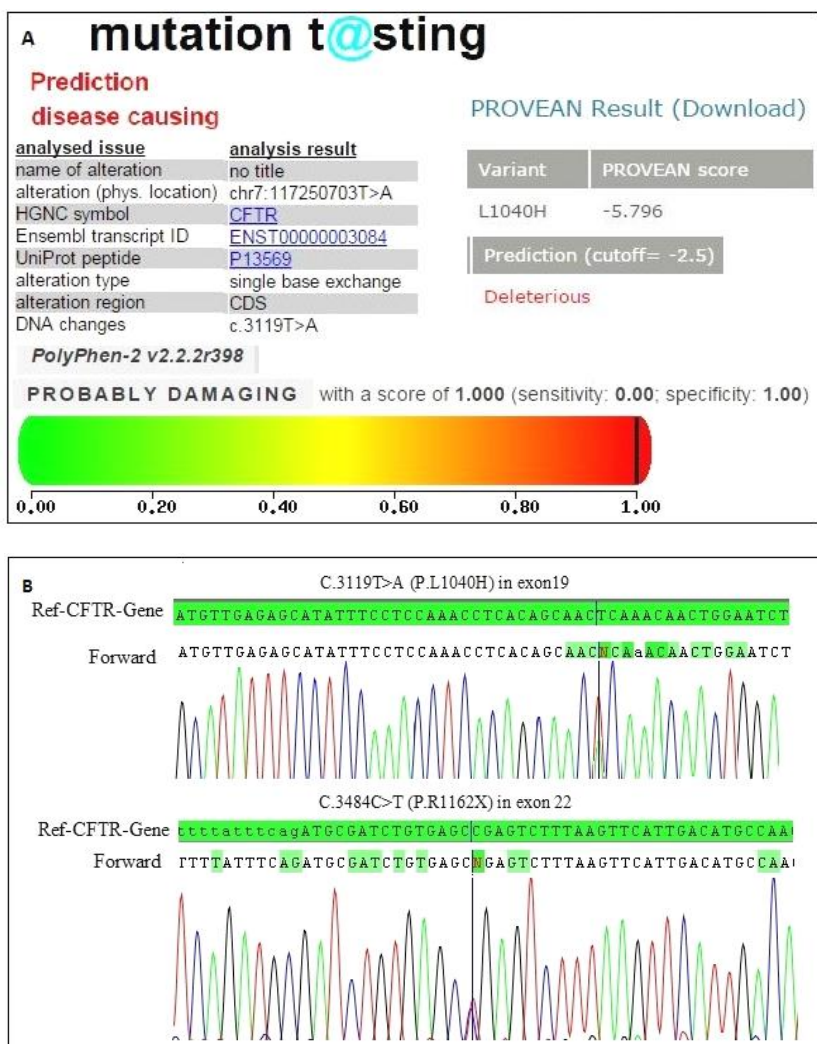 A
mutation t@sting
Prediction
disease causing
analysed issue analysis result
name of alteration no title
alteration (phys. location) chr7:117250703T>A
HGNC symbol CFTR
Ensembl transcript ID ENST00000003084
UniProt peptide P13569
alteration type single base exchange
alteration region CDS
DNA changes c.3119T>A
PROVEAN Result (Download)
Variant PROVEAN score
L1040H -5.796
Prediction (cutoff= -2.5)
Deleterious
PolyPhen-2 v2.2.2r398
PROBABLY DAMAGING with a score of 1.000 (sensitivity: 0.00; specificity: 1.00)
0.00 0.20 0.40 0.60 0.80 1.00
B
C.3119T>A (P.L1040H) in exon19
Ref-CFTR-Gene ATGTTGAGAGCATATTTCCTCCAAACCTCACAGCAACTCAAACAACTGGAATCT
Forward ATGTTGAGAGCATATTTCCTCCAAACCTCACAGCAACNCAaACAACTGGAATCT
C.3484C>T (P.R1162X) in exon 22
Ref-CFTR-Gene ttttatttcagATGCGATCTGTGAGCCGAGTCTTTAAGTTCATTGACATGCCAA
Forward TTTTATTTCAGATGCGATCTGTGAGCNGAGTCTTTAAGTTCATTGACATGCCAA